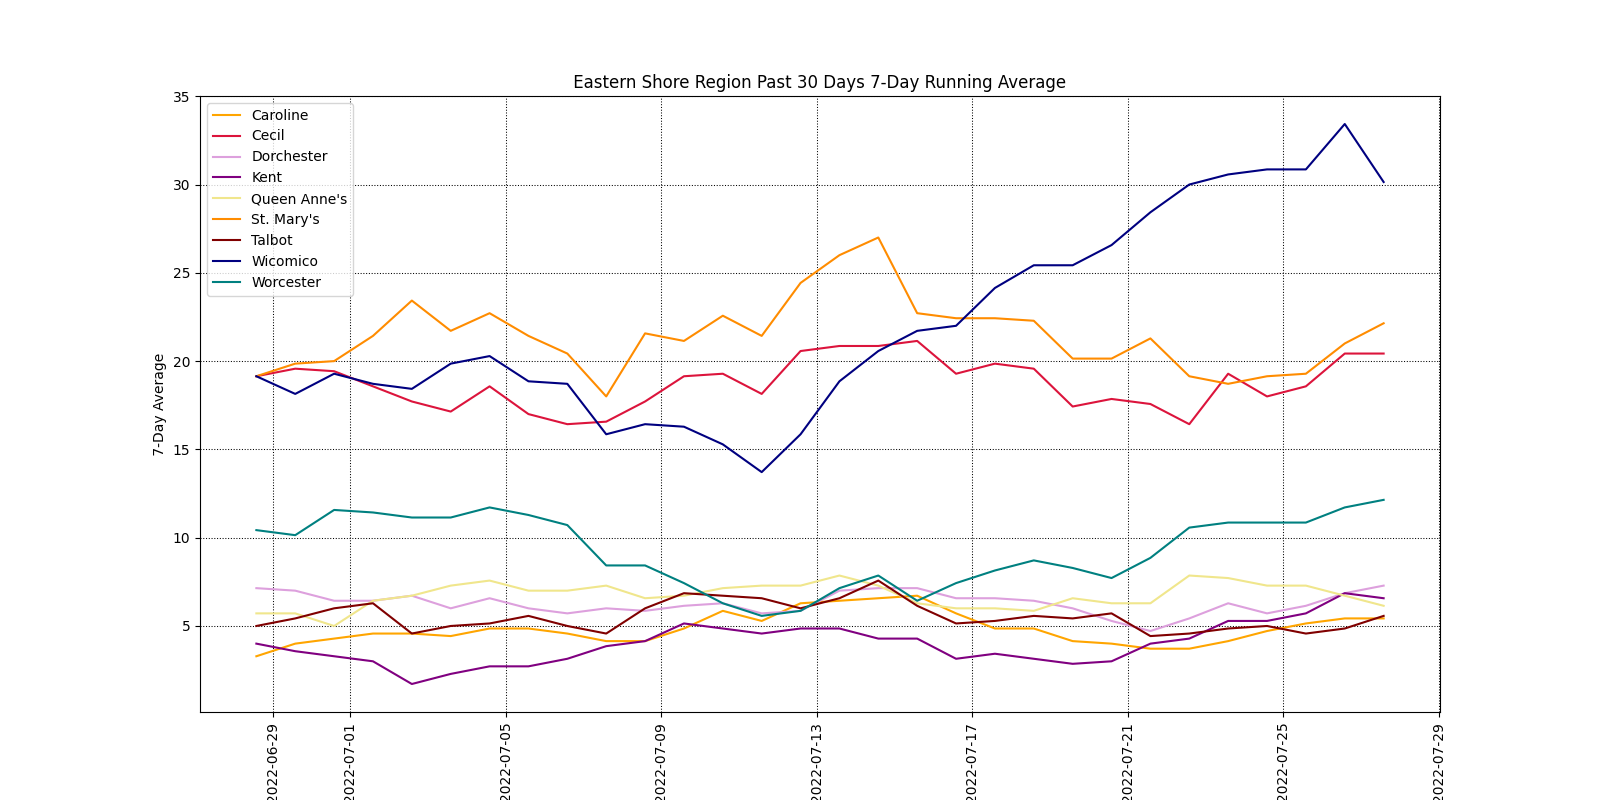 Eastern Shore Region Past 30 Days 7-Day Running Average
35
30
25
20
15
10
5
7-Day Average
Caroline
Cecil
Dorchester
Kent
Queen Anne's
St. Mary's
Talbot
Wicomico
Worcester
2022-06-29
2022-07-01
2022-07-05
2022-07-09
2022-07-13
2022-07-17
2022-07-21
2022-07-25
2022-07-29